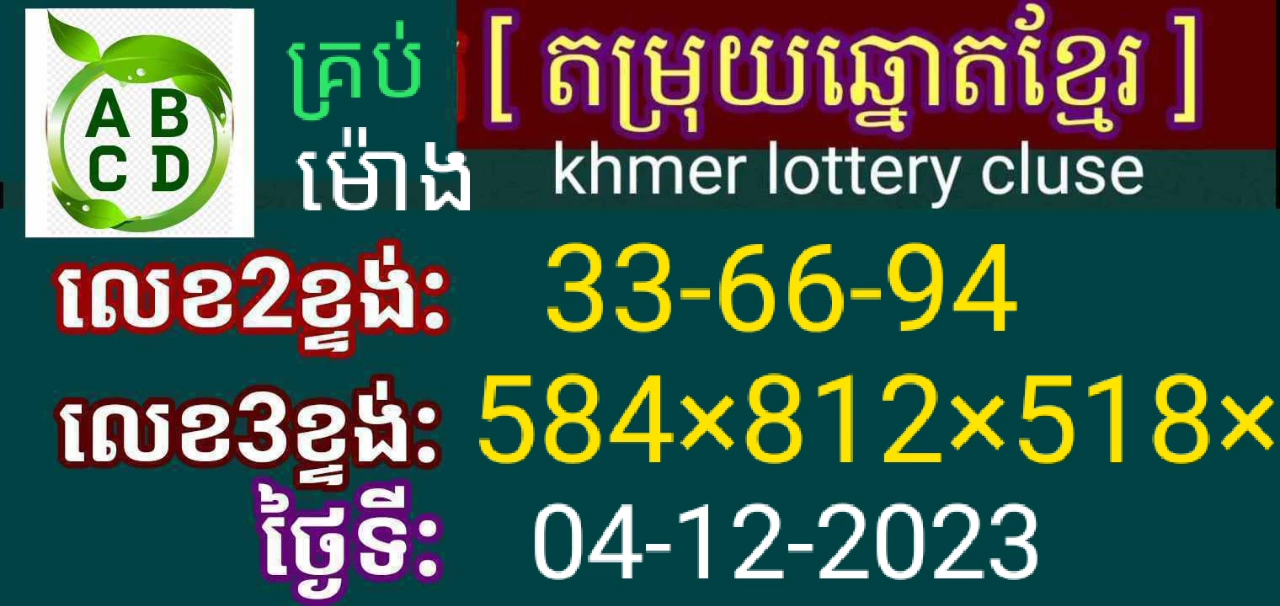 A B
C D
គ្រប់
ម៉ោង
[ តម្រុយឆ្នោតខ្មែរ ]
khmer lottery cluse
លេខ2ខ្ទង់: 33-66-94
លេខ3ខ្ទង់: 584×812×518×
ថ្ងៃទី: 04-12-2023